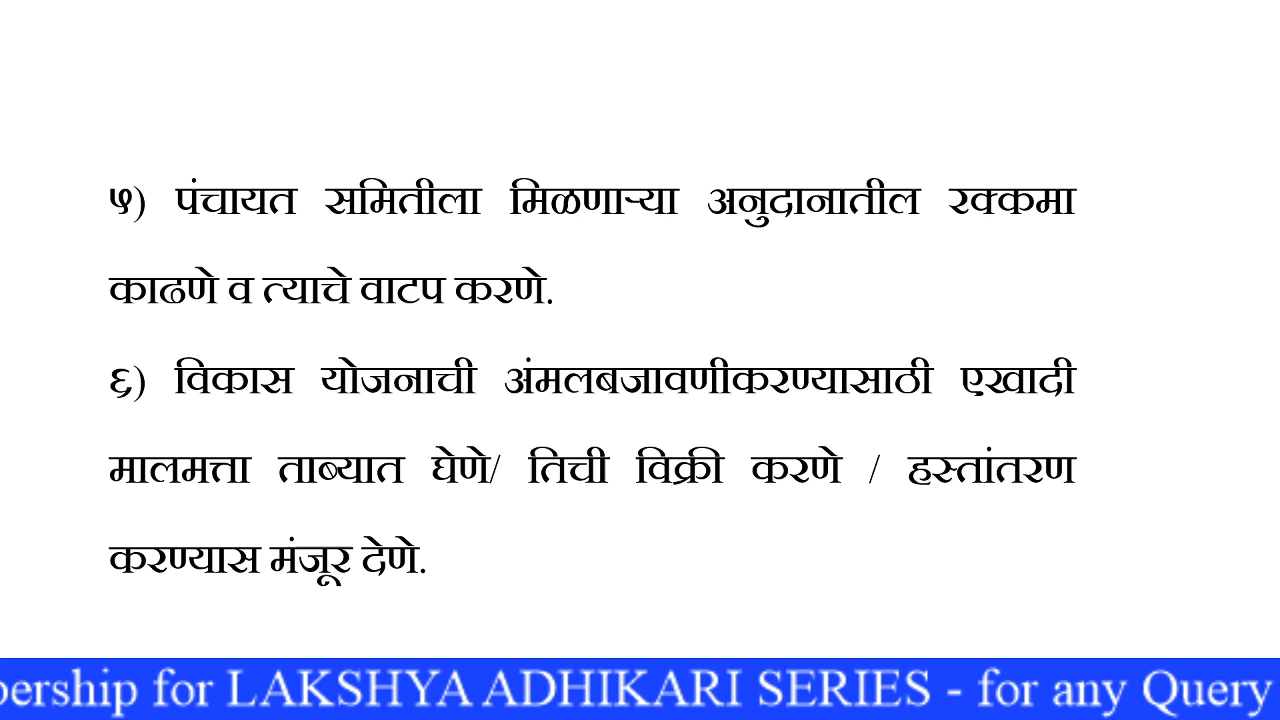 ५) पंचायत समितीला मिळणाऱ्या अनुदानातील रक्कमा
काढणे व त्याचे वाटप करणे.
६) विकास योजनाची अंमलबजावणीकरण्यासाठी एखादी
मालमत्ता ताब्यात घेणे/ तिची विक्री करणे / हस्तांतरण
करण्यास मंजूर देणे.
bership for LAKSHYA ADHIKARI SERIES - for any Query